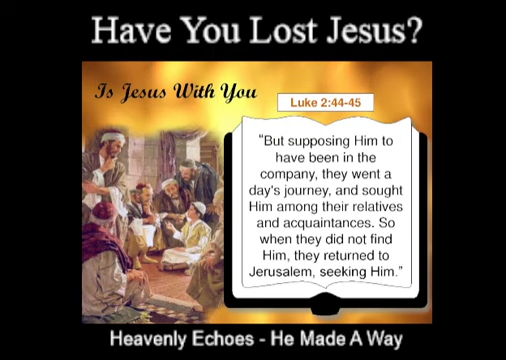 Have You Lost Jesus?
Is Jesus With You
Luke 2:44-45
“But supposing Him to
have been in the
company, they went a
day's journey, and sought
Him among their relatives
and acquaintances. So
when they did not find
Him, they returned to
Jerusalem, seeking Him.”
Heavenly Echoes - He Made A Way